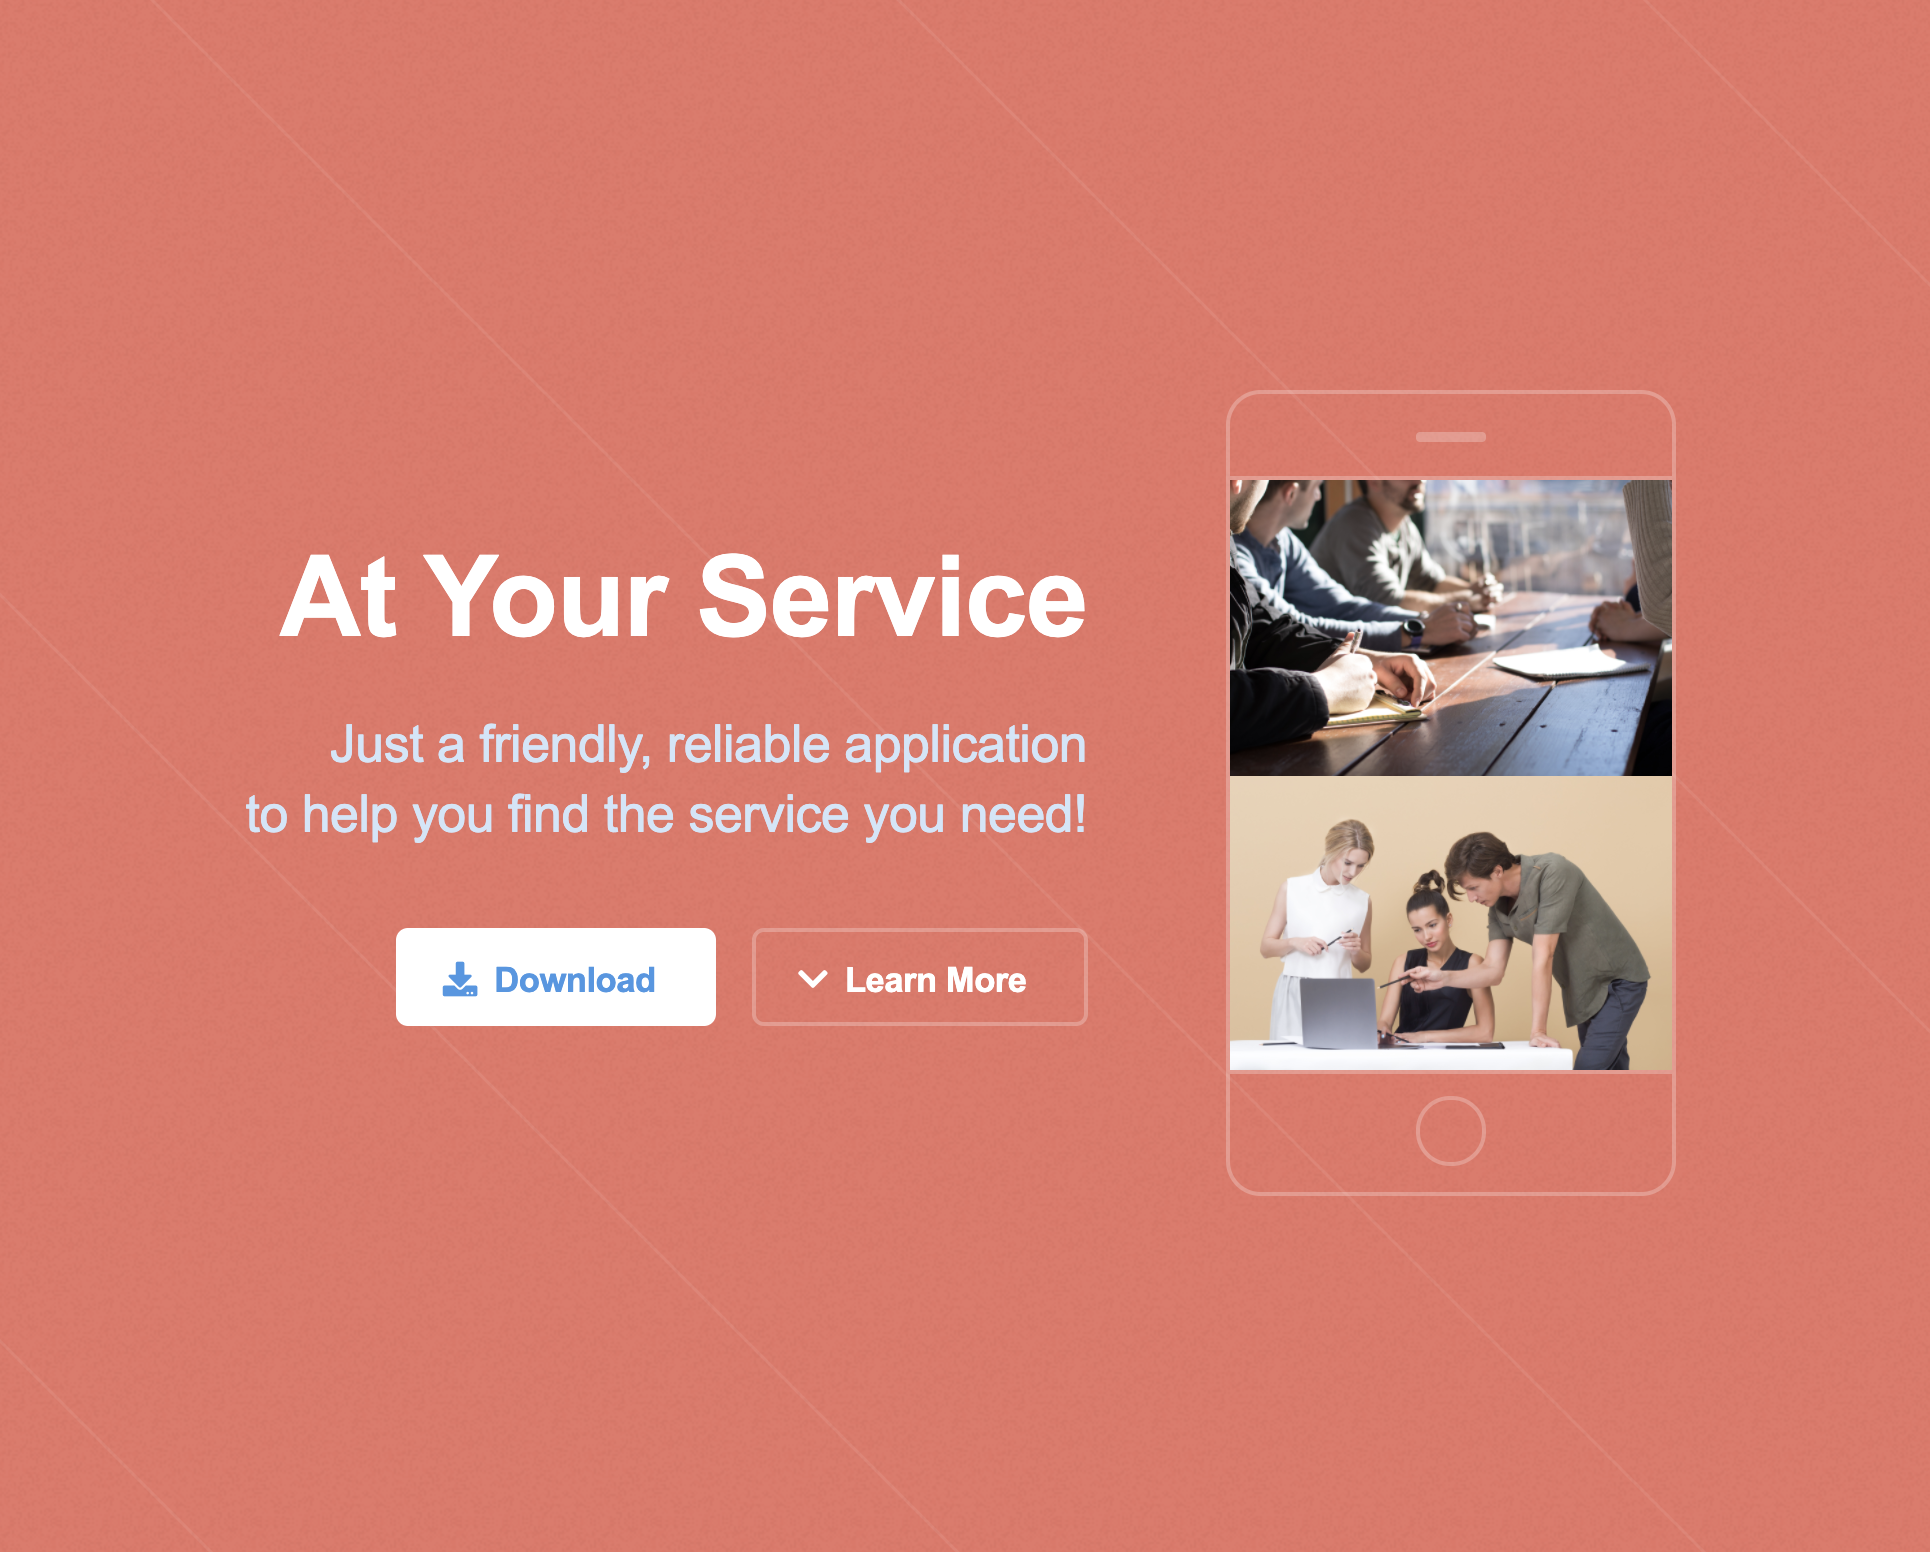 At Your Service
Just a friendly, reliable application
to help you find the service you need!
Download
Learn More